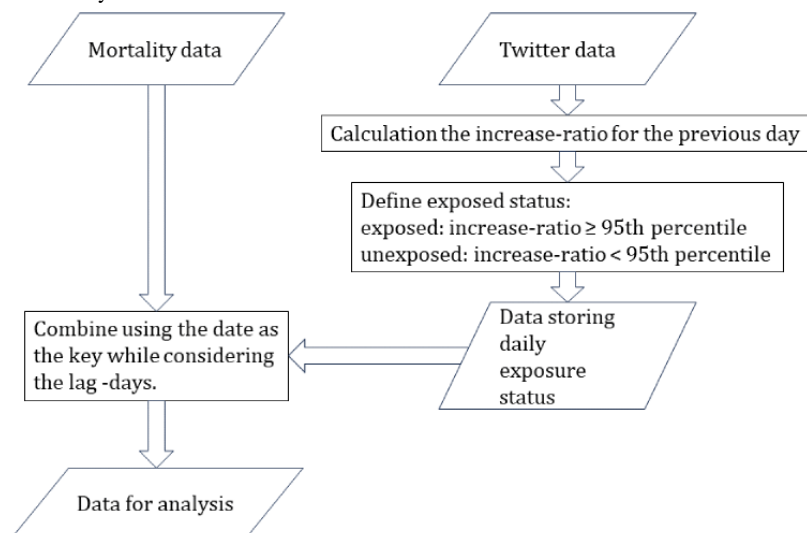 Mortality data
Twitter data
Calculation the increase-ratio for the previous day
Define exposed status:
exposed: increase-ratio ≥ 95th percentile
unexposed: increase-ratio < 95th percentile
Data storing
daily
exposure
status
Combine using the date as
the key while considering
the lag -days.
Data for analysis